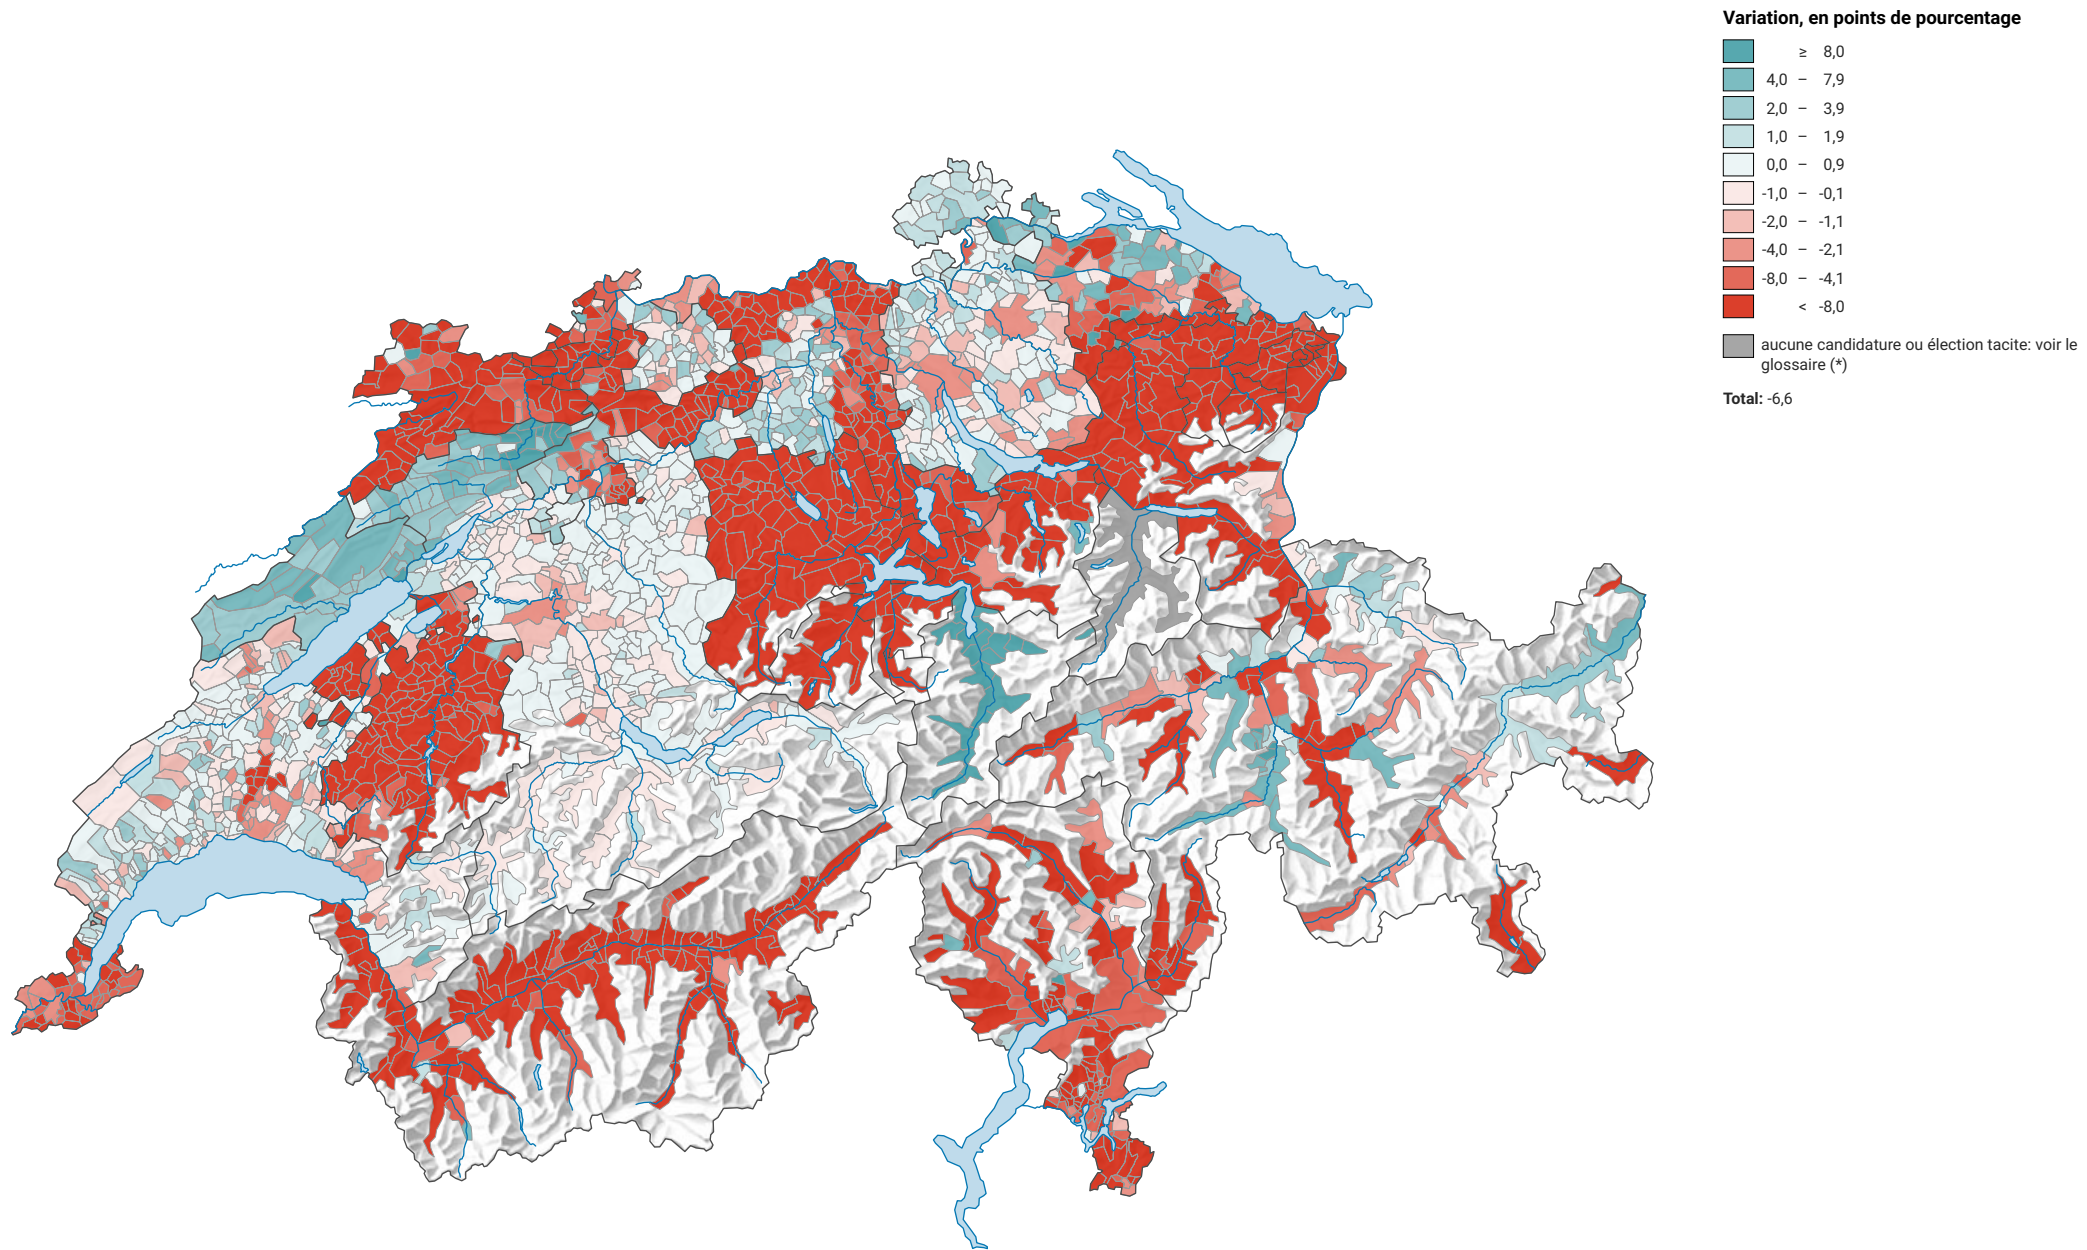 Variation, en points de pourcentage
≥ 8,0
4,0 – 7,9
2,0 – 3,9
1,0 – 1,9
0,0 – 0,9
-1,0 – -0,1
-2,0 – -1,1
-4,0 – -2,1
-8,0 – -4,1
< -8,0
aucune candidature ou élection tacite: voir le
glossaire (*)
Total: -6,6